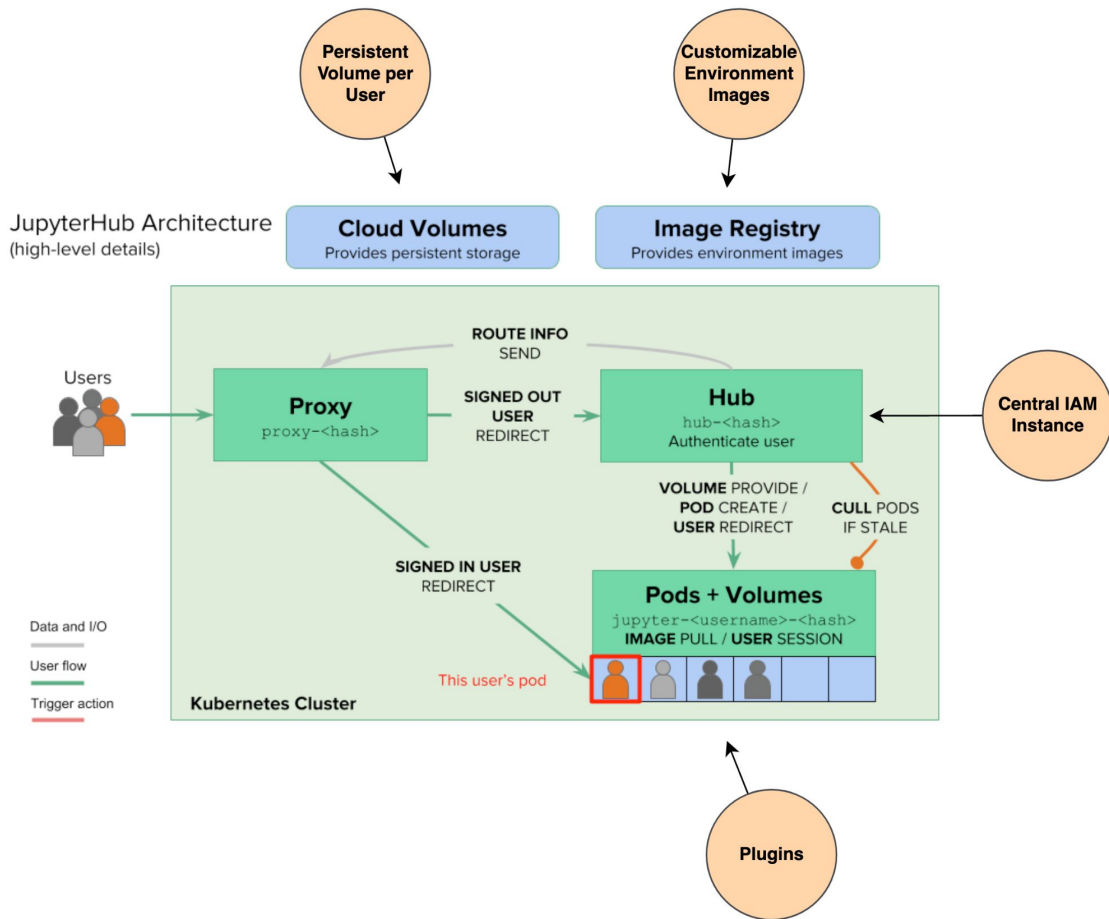 Persistent
Volume per
User
Customizable
Environment
Images
JupyterHub Architecture
(high-level details)
Cloud Volumes
Provides persistent storage
Image Registry
Provides environment images
ROUTE INFO
SEND
Users
Proxy
proxy-<hash>
SIGNED OUT
USER
REDIRECT
Hub
hub-<hash>
Authenticate user
Central IAM
Instance
VOLUME PROVIDE /
POD CREATE /
USER REDIRECT
CULL PODS
IF STALE
SIGNED IN USER
REDIRECT
Pods + Volumes
jupyter-<username>-<hash>
IMAGE PULL / USER SESSION
This user's pod
Data and I/O
User flow
Trigger action
Kubernetes Cluster
Plugins